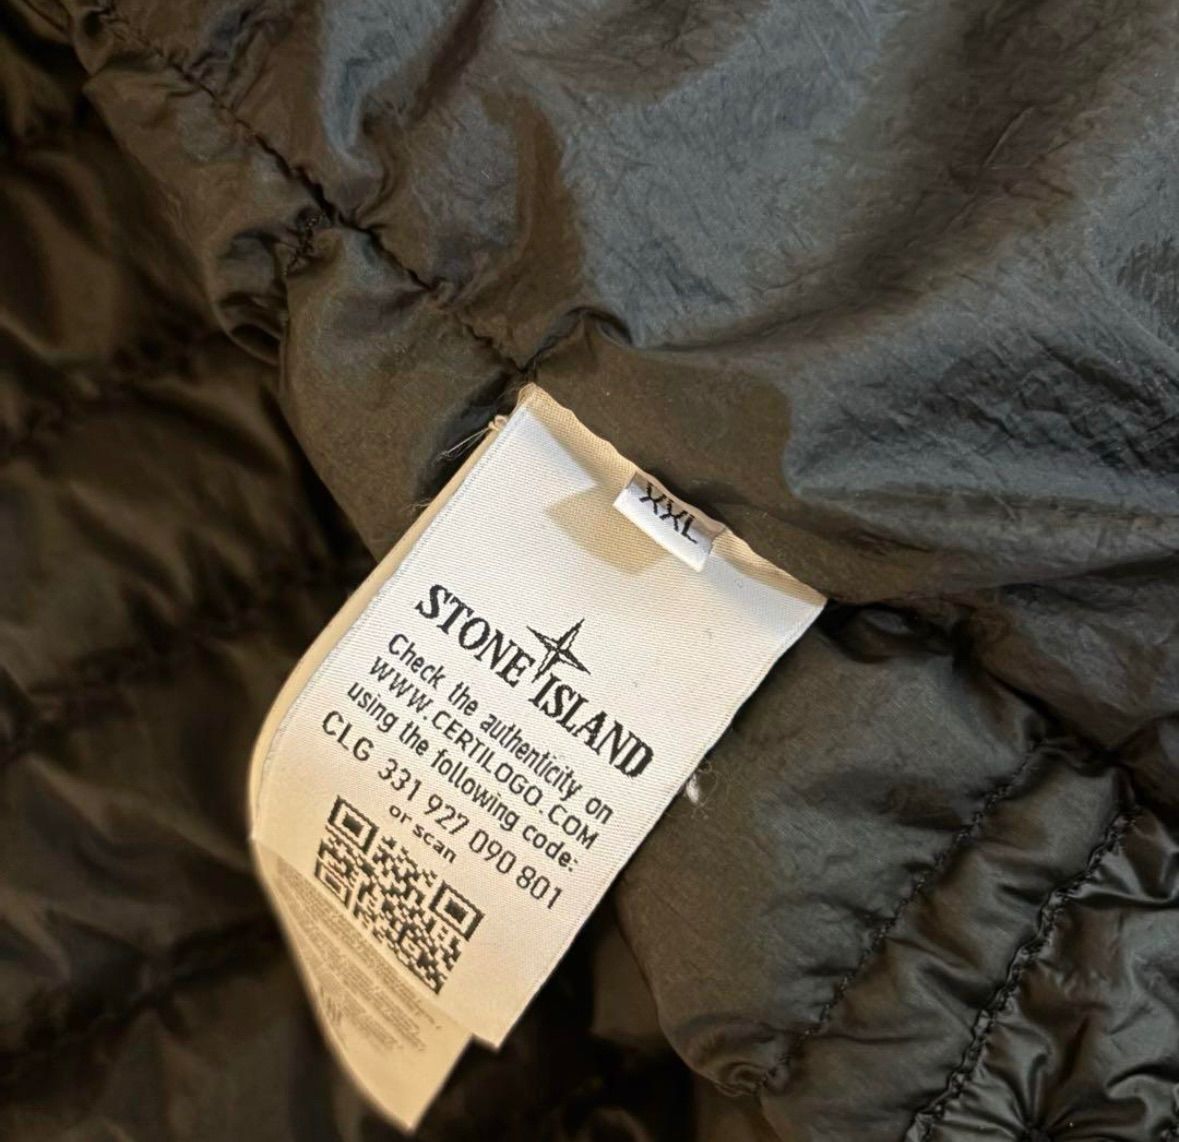 XXL
STONE ISLAND
Check the authenticity on
WWW.CERTILOGO.COM
using the following code:
CLG 331 927 090 801
or scan